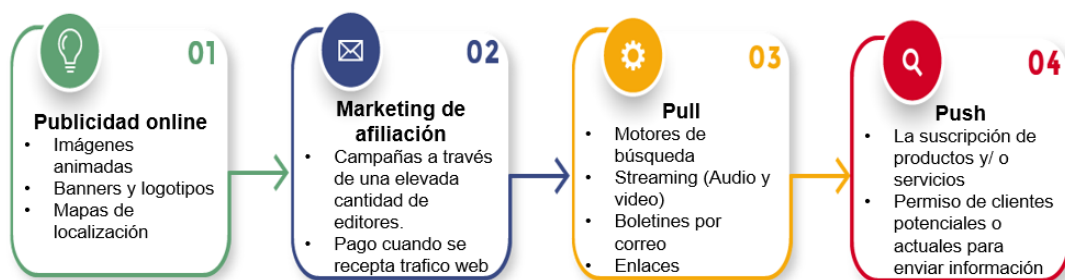 01
Publicidad online
• Imágenes
animadas
• Banners y logotipos
• Mapas de
localización
02
Marketing de
afiliación
• Campañas a través
de una elevada
cantidad de
editores.
• Pago cuando se
recepta trafico web
03
Pull
• Motores de
búsqueda
• Streaming (Audio y
video)
• Boletines por
correo
• Enlaces
04
Push
• La suscripción de
productos y/ o
servicios
• Permiso de clientes
potenciales o
actuales para
enviar información